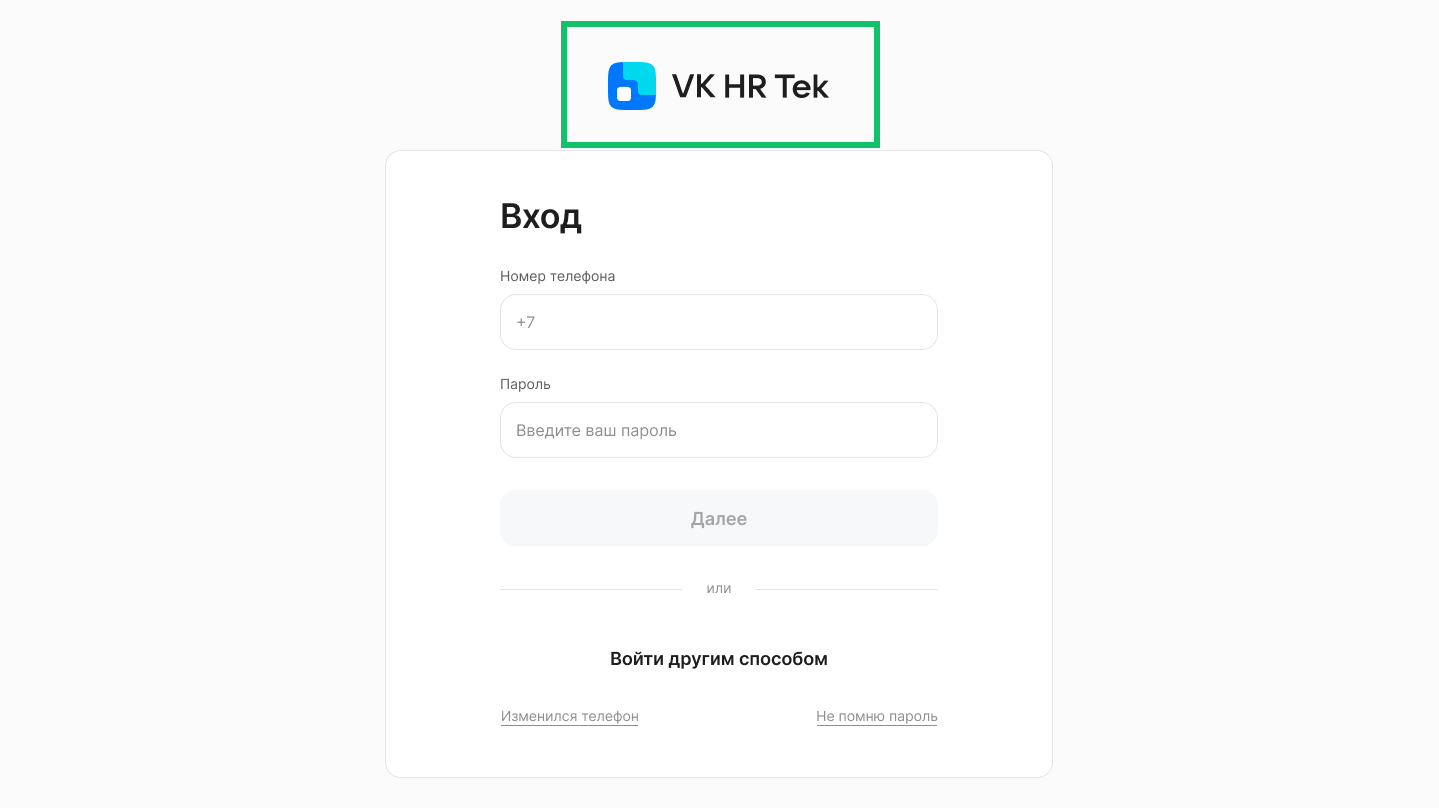 VK HR Tek
Вход
Номер телефона
+7
Пароль
Введите ваш пароль
Далее
или
Войти другим способом
Изменился телефон
Не помню пароль